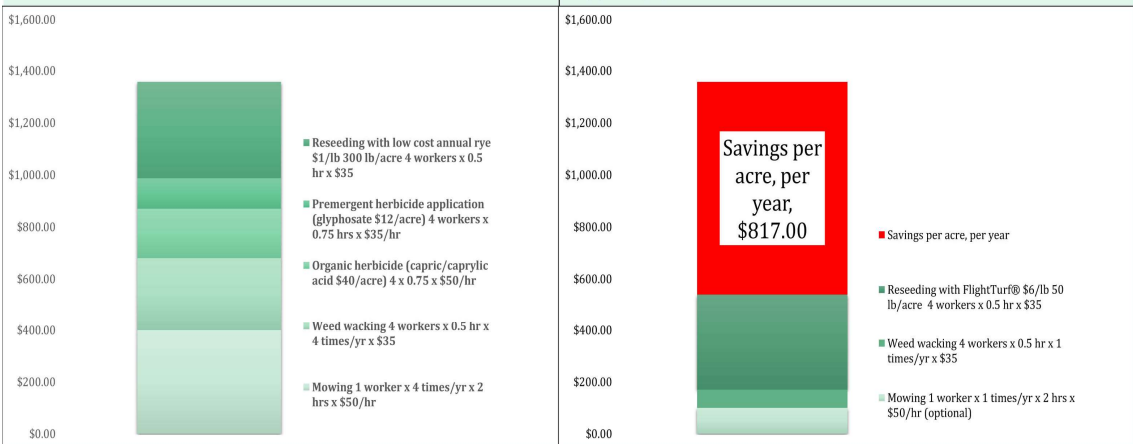 $1,600.00
$1,400.00
$1,200.00
$1,000.00
$800.00
$600.00
$400.00
$200.00
$0.00
Reseeding with low cost annual rye
$1/lb 300 lb/acre 4 workers x 0.5
hr x $35
Premergent herbicide application
(glyphosate $12/acre) 4 workers x
0.75 hrs x $35/hr
Organic herbicide (capric/caprylic
acid $40/acre) 4 x 0.75 x $50/hr
Weed wacking 4 workers x 0.5 hr x
4 times/yr x $35
Mowing 1 worker x 4 times/yr x 2
hrs x $50/hr
$1,600.00
$1,400.00
$1,200.00
$1,000.00
$800.00
$600.00
$400.00
$200.00
$0.00
Savings per
acre, per
year,
$817.00
Savings per acre, per year
Reseeding with FlightTurf® $6/lb 50
lb/acre 4 workers x 0.5 hr x $35
Weed wacking 4 workers x 0.5 hr x 1
times/yr x $35
Mowing 1 worker x 1 times/yr x 2 hrs x
$50/hr (optional)